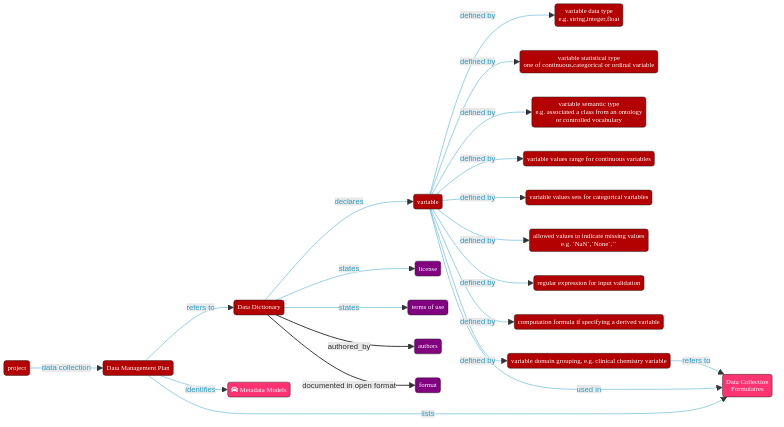 defined by
variable data type
e.g. string,integer,float
defined by
variable statistical type
one of continuous,categorical or ordinal variable
defined by
variable semantic type
e.g. associated a class from an ontology
or controlled vocabulary
defined by
variable values range for continuous variables
declares
variable
defined by
variable values sets for categorical variables
defined by
allowed values to indicate missing values
e.g. `NaN`,`None`,``
states
license
defined by
regular expression for input validation
refers to
Data Dictionary
states
terms of use
defined by
computation formula if specifying a derived variable
authored_by
authors
defined by
variable domain grouping, e.g. clinical chemistry variable
refers to
project
data collection
Data Management Plan
identifies
Metadata Models
documented in open format
format
used in
Data Collection
Formulaires
lists